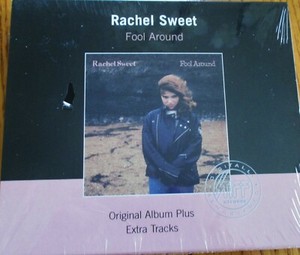 Rachel Sweet
Fool Around
Rachel Sweet Fool Around
Original Album Plus
Extra Tracks